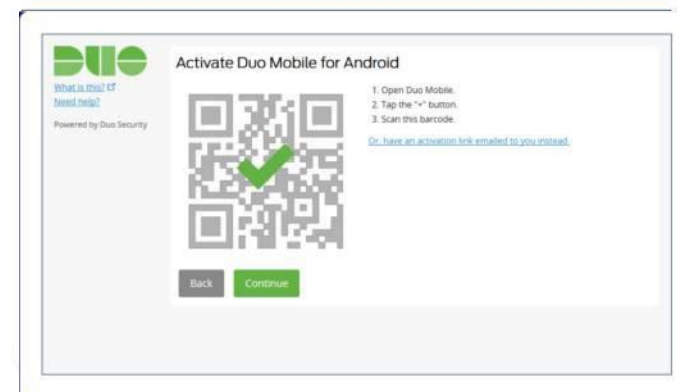 DUO
What is this?
Need help?
Powered by Duo Security
Activate Duo Mobile for Android
1. Open Duo Mobile.
2. Tap the "+" button.
3. Scan this barcode.
Or, have an activation link emailed to you instead.
Back
Continue